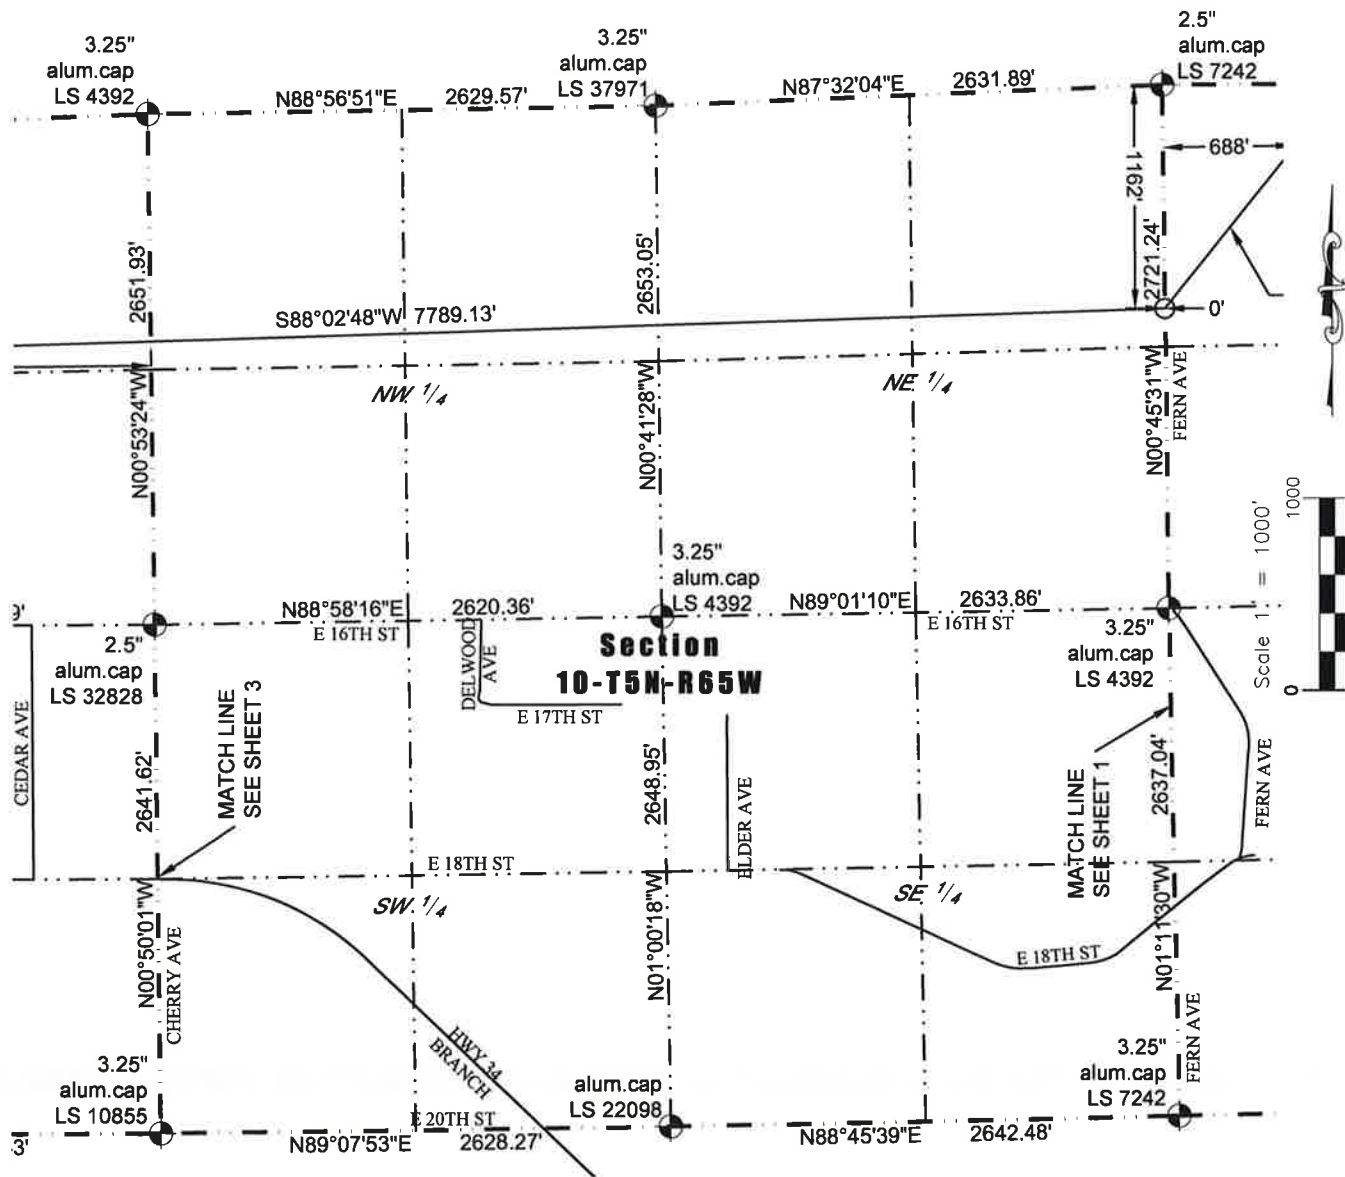 3.25"
alum.cap
LS 4392
3.25"
alum.cap
LS 37971
2.5"
alum.cap
LS 7242
N88°56'51"E 2629.57'
N87°32'04"E 2631.89'
688'
1162'
2651.93'
2653.05'
2721.24'
0'
S88°02'48"W 7789.13'
NW 1/4
NE 1/4
N00°53'24"W
N00°41'28"W
N00°45'31"W
FERN AVE
1000
0
Scale 1" = 1000'
3.25"
alum.cap
LS 4392
9'
N88°58'16"E 2620.36'
N89°01'10"E 2633.86'
E 16TH ST
E 16TH ST
2.5"
alum.cap
LS 32828
DELWOOD
AVE
Section
10-T5N-R65W
3.25"
alum.cap
LS 4392
E 17TH ST
CEDAR AVE
MATCH LINE
SEE SHEET 3
2641.62'
2648.95'
ELDER AVE
MATCH LINE
SEE SHEET 1
2637.04'
FERN AVE
E 18TH ST
SW 1/4
SE 1/4
E 18TH ST
N00°50'01"W
CHERRY AVE
N01°00'18"W
N01°11'30"W
FERN AVE
HWY 34
BRANCH
3.25"
alum.cap
LS 10855
alum.cap
LS 22098
3.25"
alum.cap
LS 7242
E 20TH ST
3'
N89°07'53"E 2628.27'
N88°45'39"E 2642.48'